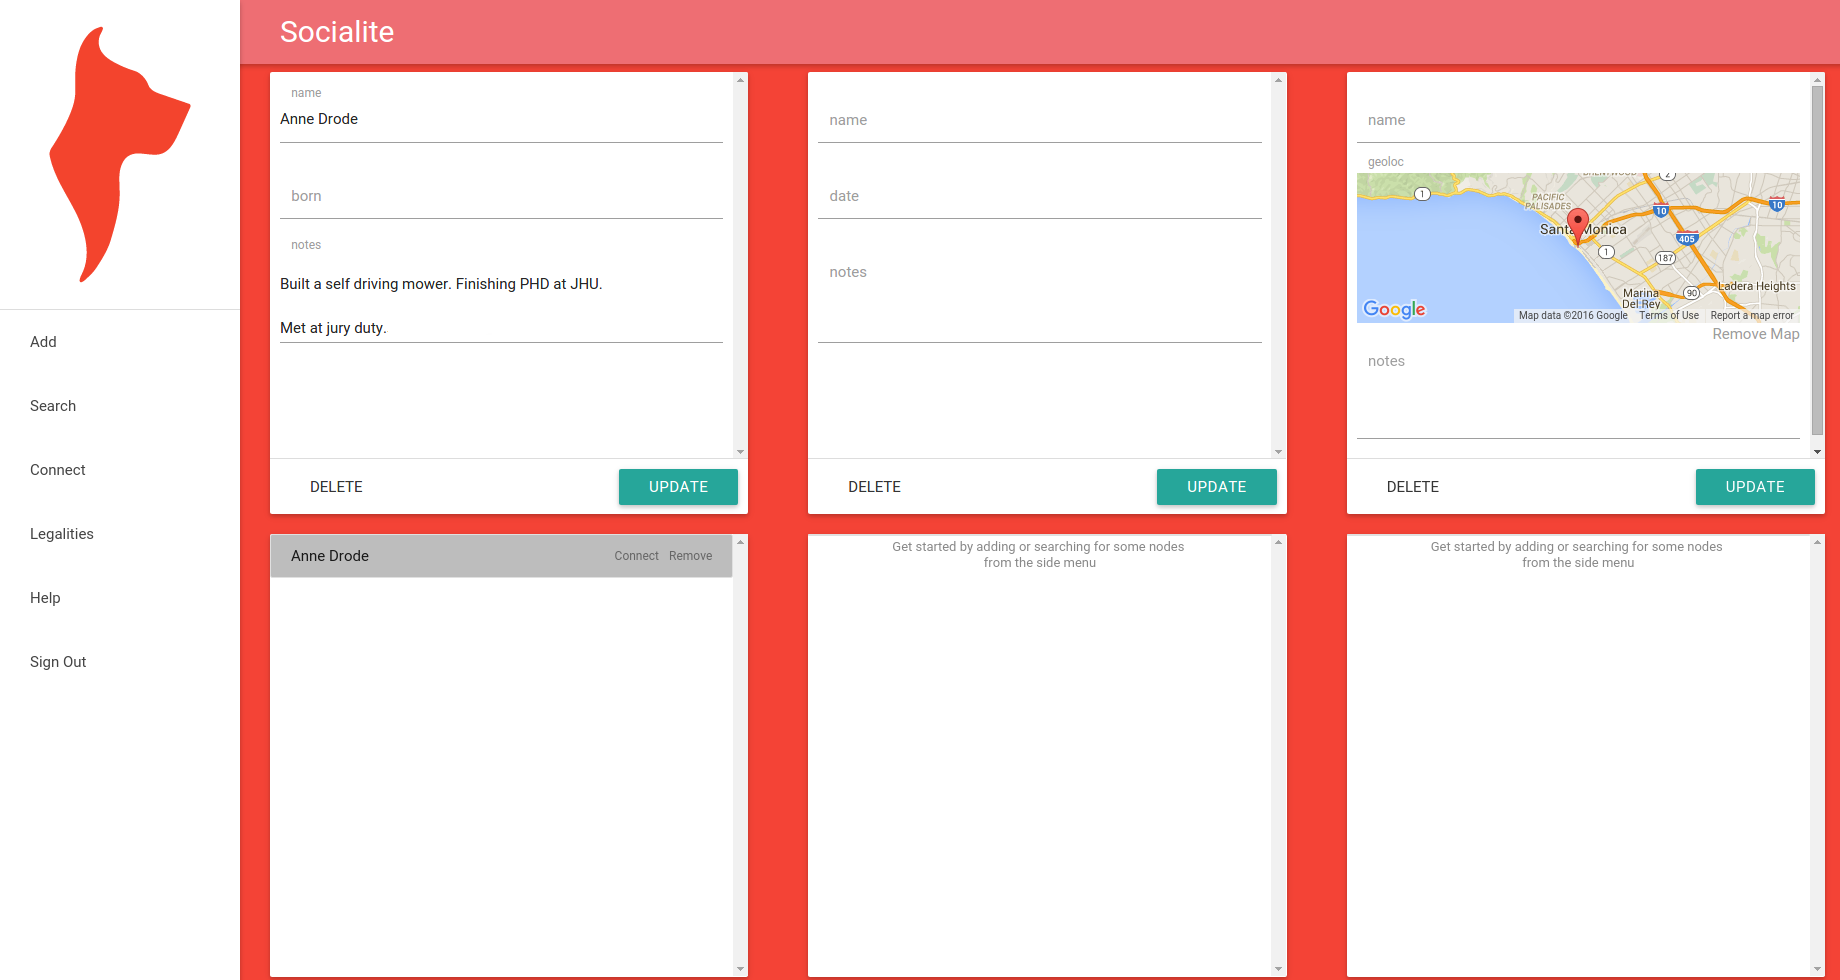 Socialite
Add
Search
Connect
Legalities
Help
Sign Out
name
Anne Drode
born
notes
Built a self driving mower. Finishing PHD at JHU.
Met at jury duty.
DELETE
UPDATE
name
date
notes
DELETE
UPDATE
name
geoloc
BRENTWOOD
2
1
PACIFIC
PALISADES
10
10
Santa Monica
405
1
187
Marina
Del Rey
90
Ladera Heights
Google
Map data ©2016 Google
Terms of Use
Report a map error
Remove Map
notes
DELETE
UPDATE
Anne Drode
Connect
Remove
Get started by adding or searching for some nodes
from the side menu
Get started by adding or searching for some nodes
from the side menu